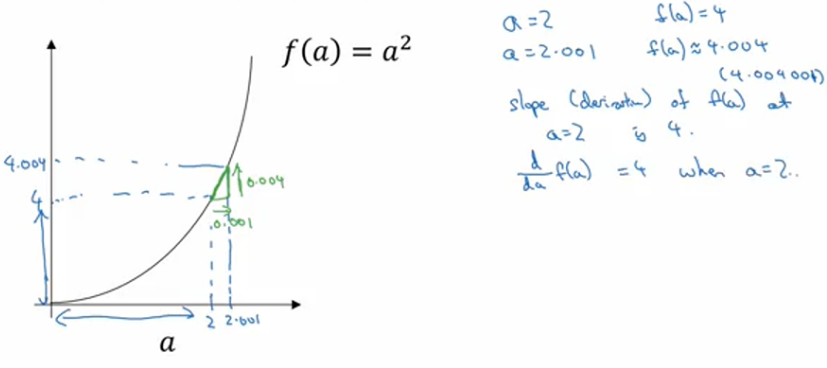 f(a) = a²
4.004
4
0.004
0.001
2
2.001
a
a=2 f(a)=4
a=2.001 f(a)≈4.004
(4.004001)
slope (derivative) of f(a) at
a=2 is 4.
d/da f(a) = 4 when a=2.